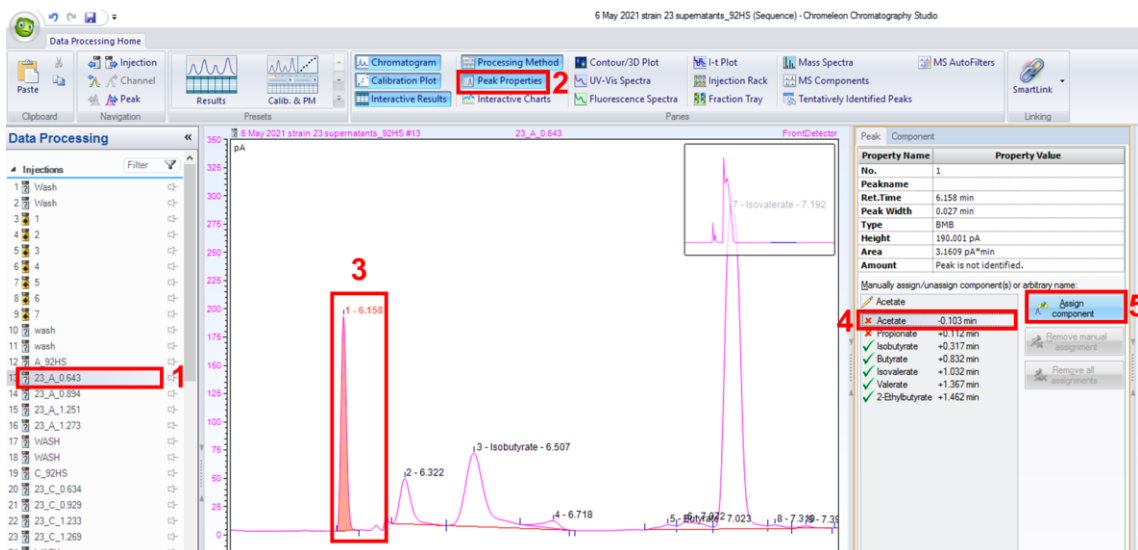 6 May 2021 strain 23 supernatants_92HS (Sequence) - Chromeleon Chromatography Studio
Data Processing Home
Paste
Clipboard
Injection
Channel
Peak
Navigation
Results
Calib. & PM
Presets
Chromatogram
Calibration Plot
Interactive Results
Processing Method
Peak Properties
2
Interactive Charts
Contour/3D Plot
UV-Vis Spectra
Fluorescence Spectra
I-t Plot
Injection Rack
Fraction Tray
Mass Spectra
MS Components
Tentatively Identified Peaks
MS AutoFilters
Panes
SmartLink
Linking
Data Processing
«
Injections
Filter
1 Wash
2 Wash
3 1
4 2
5 3
6 4
7 5
8 6
9 7
10 wash
11 wash
12 A_92HS
13 23_A_0.643
1
14 23_A_0.894
15 23_A_1.251
16 23_A_1.273
17 WASH
18 WASH
19 C_92HS
20 23_C_0.634
21 23_C_0.929
22 23_C_1.233
23 23_C_1.269
6 May 2021 strain 23 supernatants_92HS #13
23_A_0.643
FrontDetector
pA
350
325
300
275
250
225
200
175
150
125
100
75
50
25
0
3
1 - 6.158
2 - 6.322
3 - Isobutyrate - 6.507
4 - 6.718
7.023
8 - 7.319
7 - Isovalerate - 7.192
Peak
Component
Property Name Property Value
No. 1
Peakname
Ret.Time 6.158 min
Peak Width 0.027 min
Type BMB
Height 190.001 pA
Area 3.1609 pA*min
Amount Peak is not identified.
Manually assign/unassign component(s) or arbitrary name:
Acetate
4
Acetate -0.103 min
Propionate +0.112 min
Isobutyrate +0.317 min
Butyrate +0.832 min
Isovalerate +1.032 min
Valerate +1.367 min
2-Ethylbutyrate +1.462 min
Assign
component
5
Remove manual
assignment
Remove all
assignments